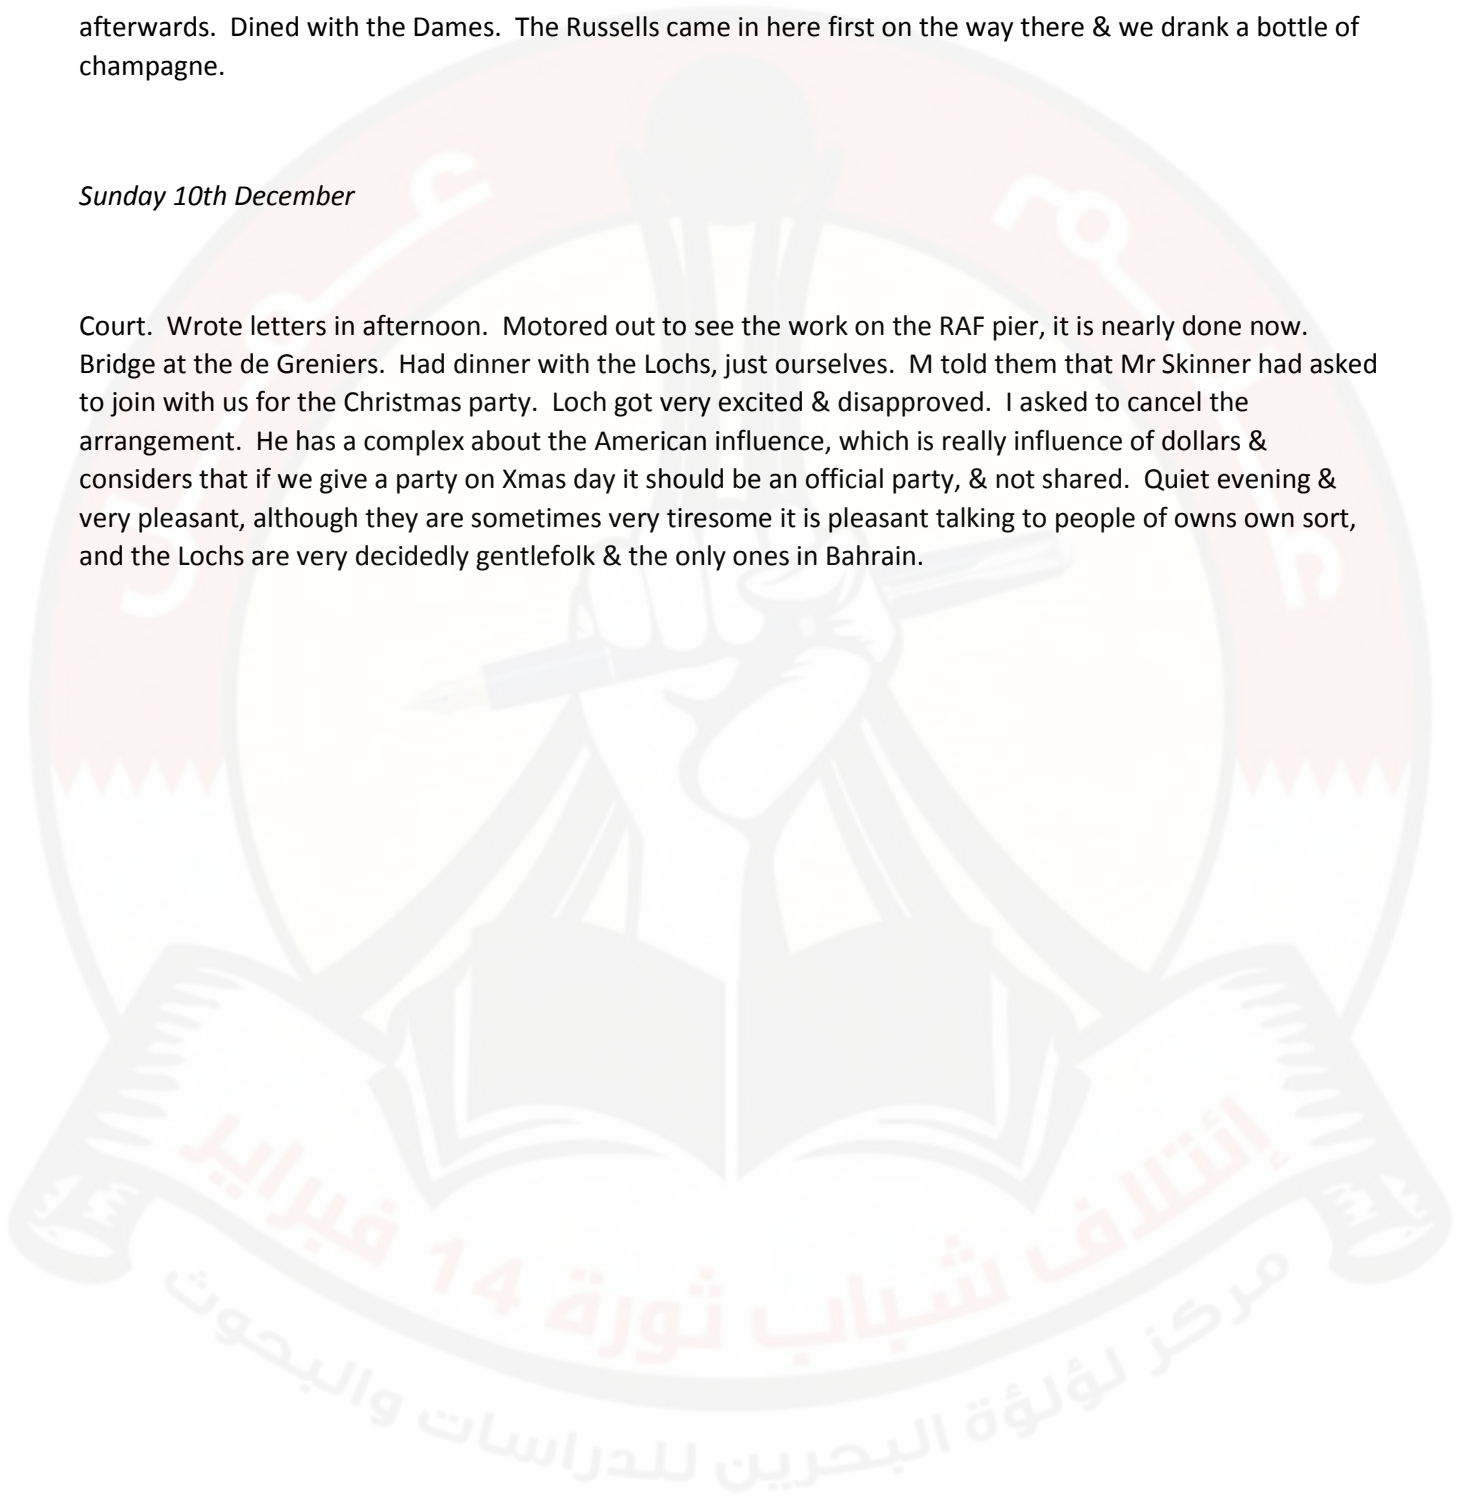 afterwards.  Dined with the Dames.  The Russells came in here first on the way there & we drank a bottle of
champagne.
Sunday 10th December
Court.  Wrote letters in afternoon.  Motored out to see the work on the RAF pier, it is nearly done now.
Bridge at the de Greniers.  Had dinner with the Lochs, just ourselves.  M told them that Mr Skinner had asked
to join with us for the Christmas party.  Loch got very excited & disapproved.  I asked to cancel the
arrangement.  He has a complex about the American influence, which is really influence of dollars &
considers that if we give a party on Xmas day it should be an official party, & not shared.  Quiet evening &
very pleasant, although they are sometimes very tiresome it is pleasant talking to people of owns own sort,
and the Lochs are very decidedly gentlefolk & the only ones in Bahrain.
إئتلاف شباب ثورة 14 فبراير
مركز لؤلؤة البحرين للدراسات والبحوث